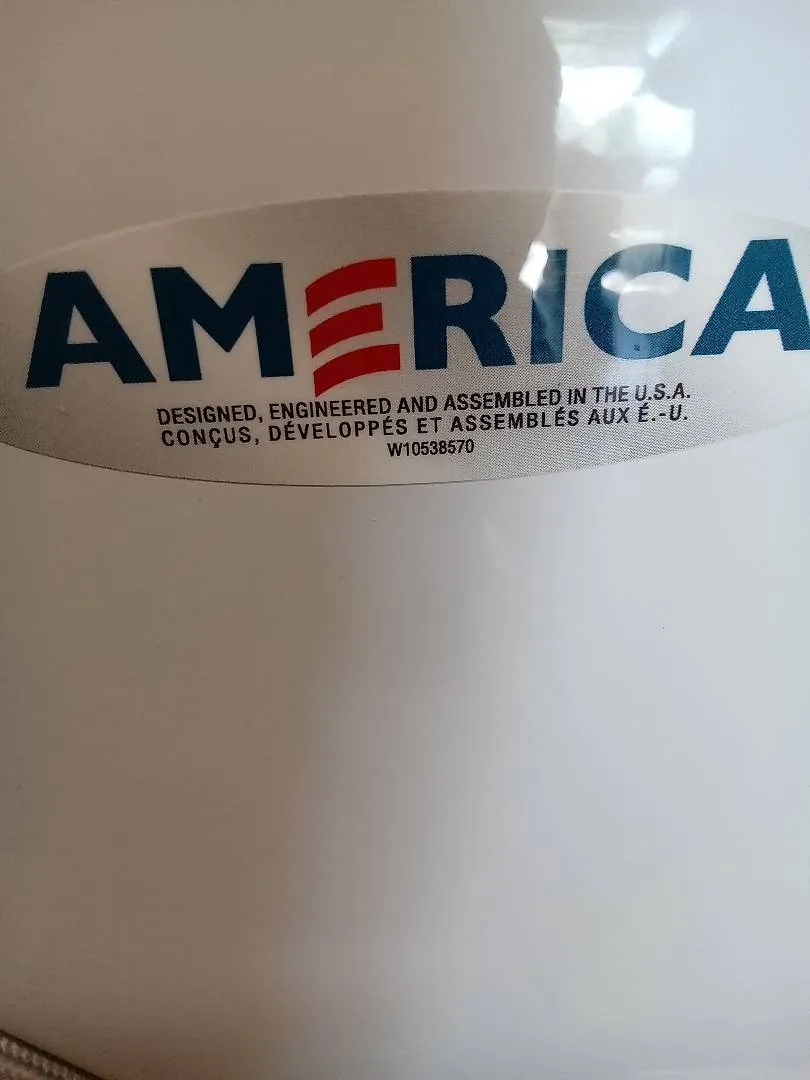 AMERICA
DESIGNED, ENGINEERED AND ASSEMBLED IN THE U.S.A.
CONÇUS, DÉVELOPPÉS ET ASSEMBLÉS AUX É.-U.
W10538570